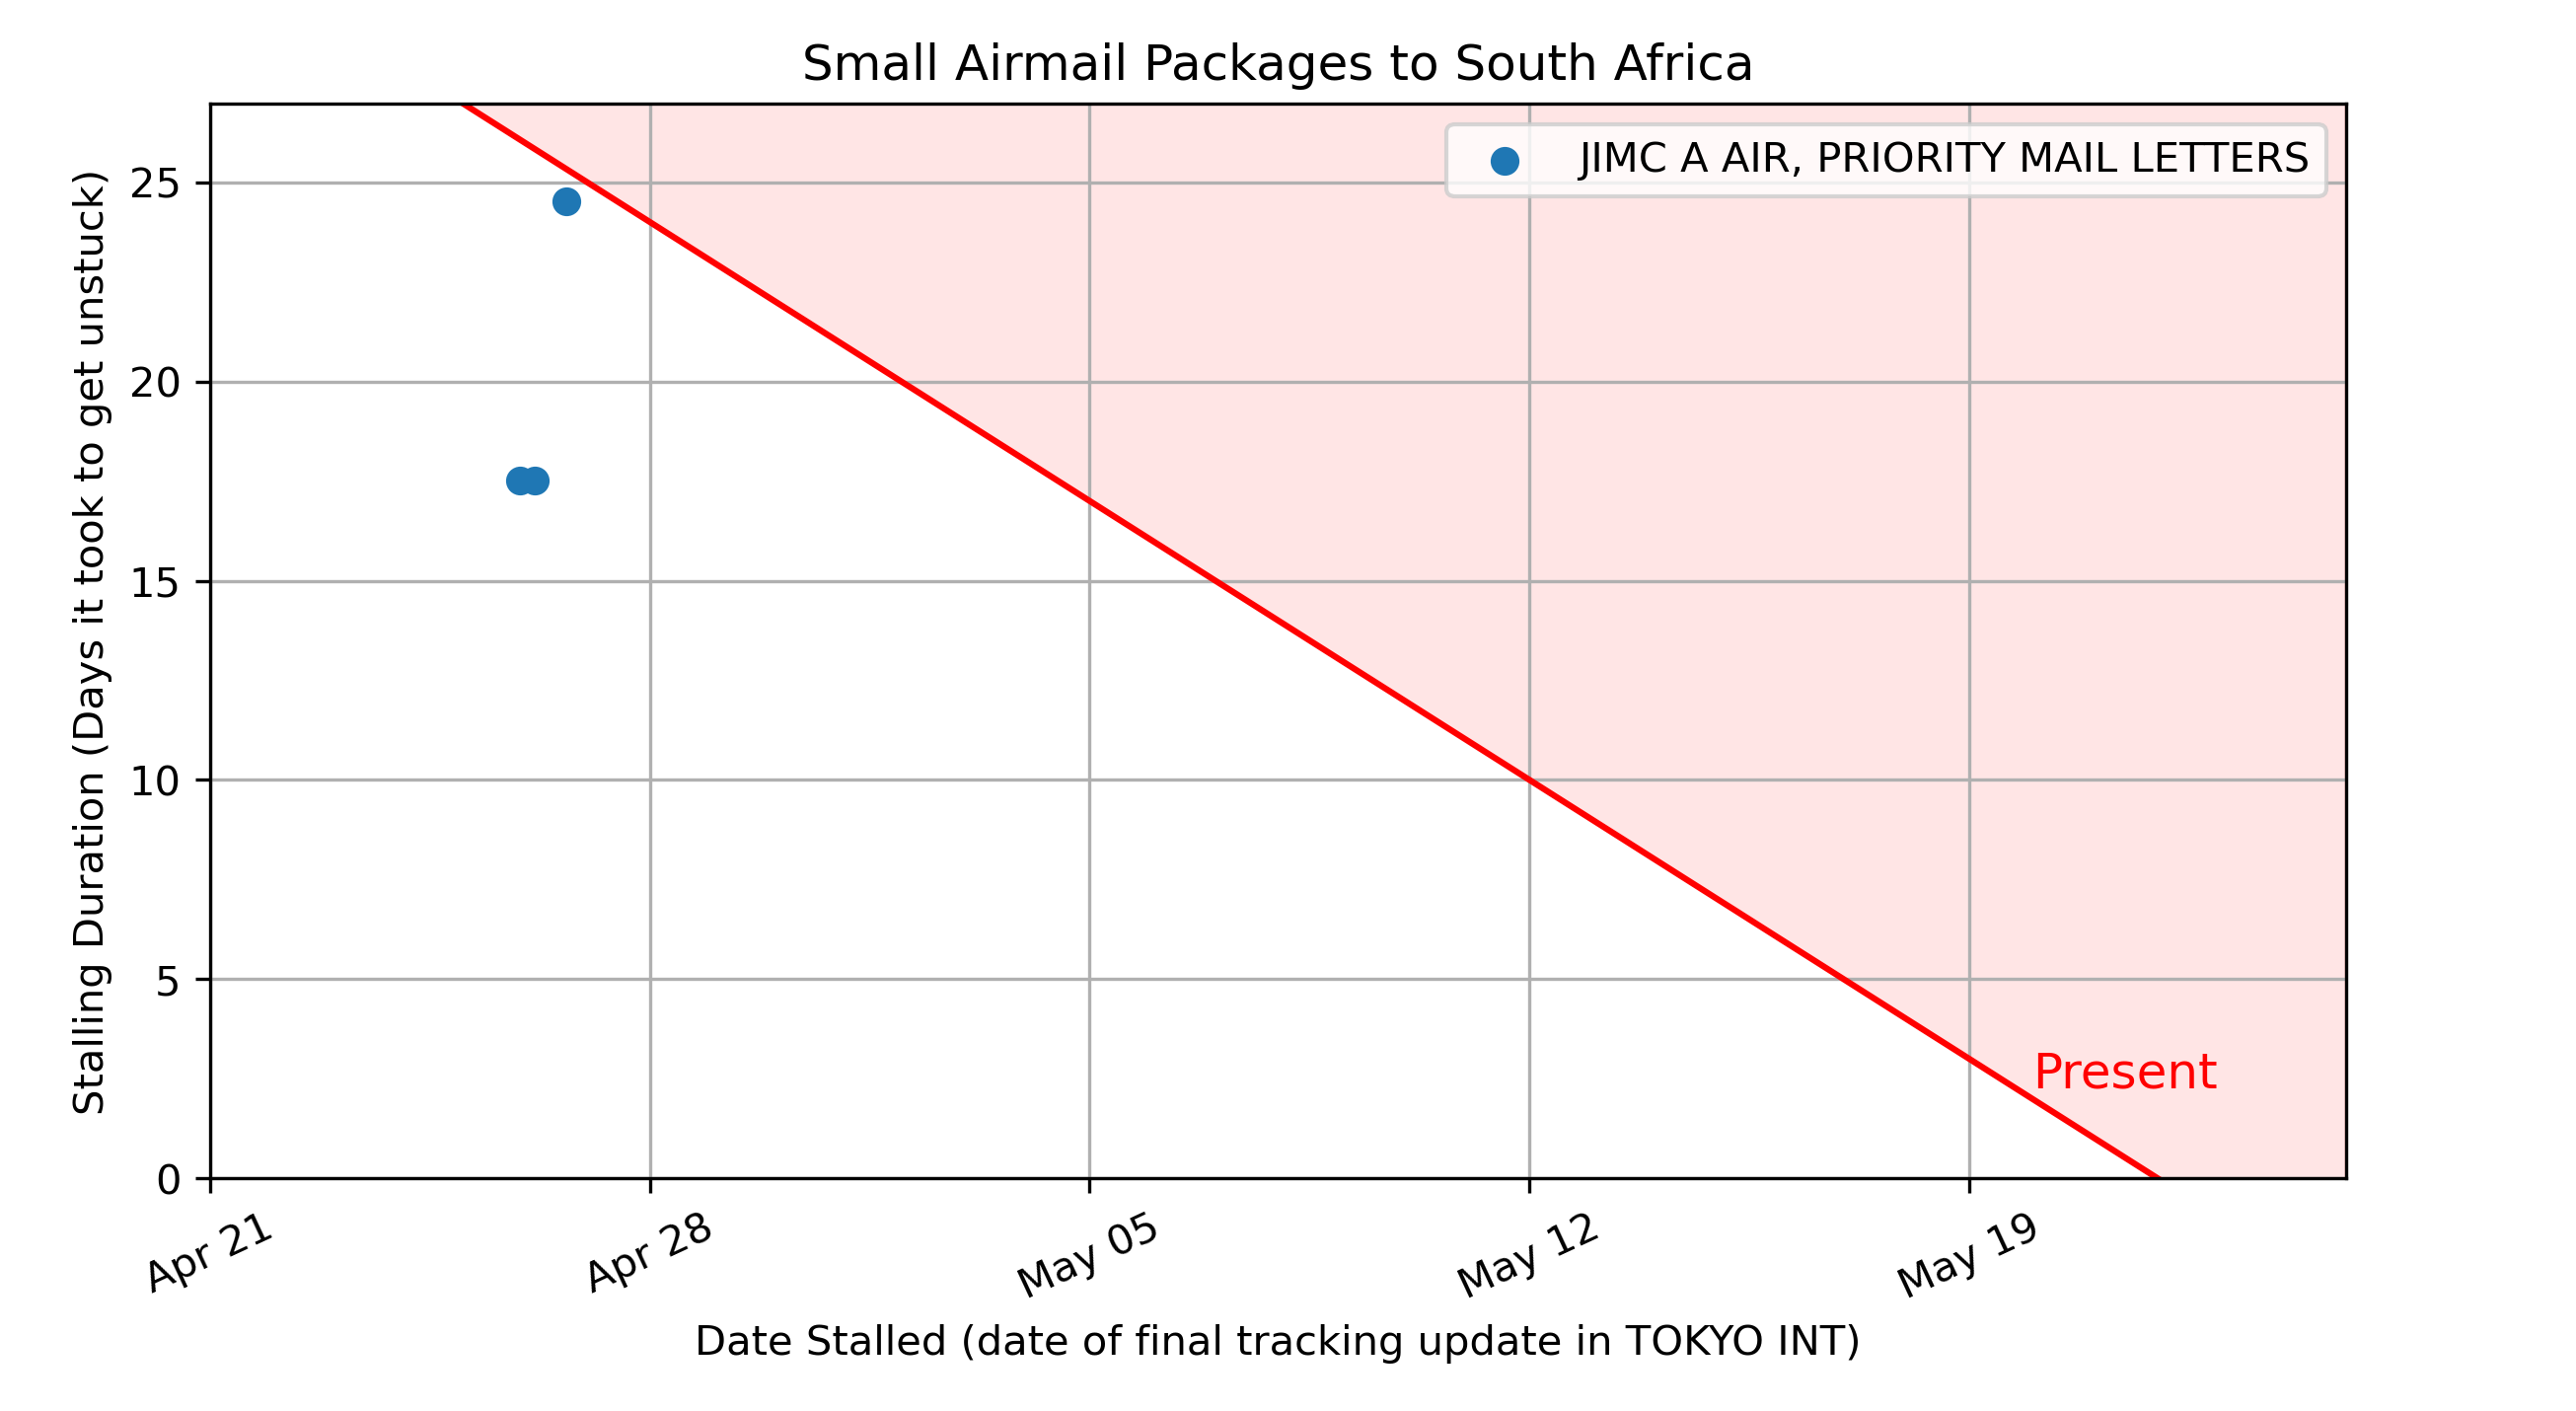 Small Airmail Packages to South Africa
JIMC A AIR, PRIORITY MAIL LETTERS
Stalling Duration (Days it took to get unstuck)
25
20
15
10
5
0
Present
Apr 21
Apr 28
May 05
May 12
May 19
Date Stalled (date of final tracking update in TOKYO INT)